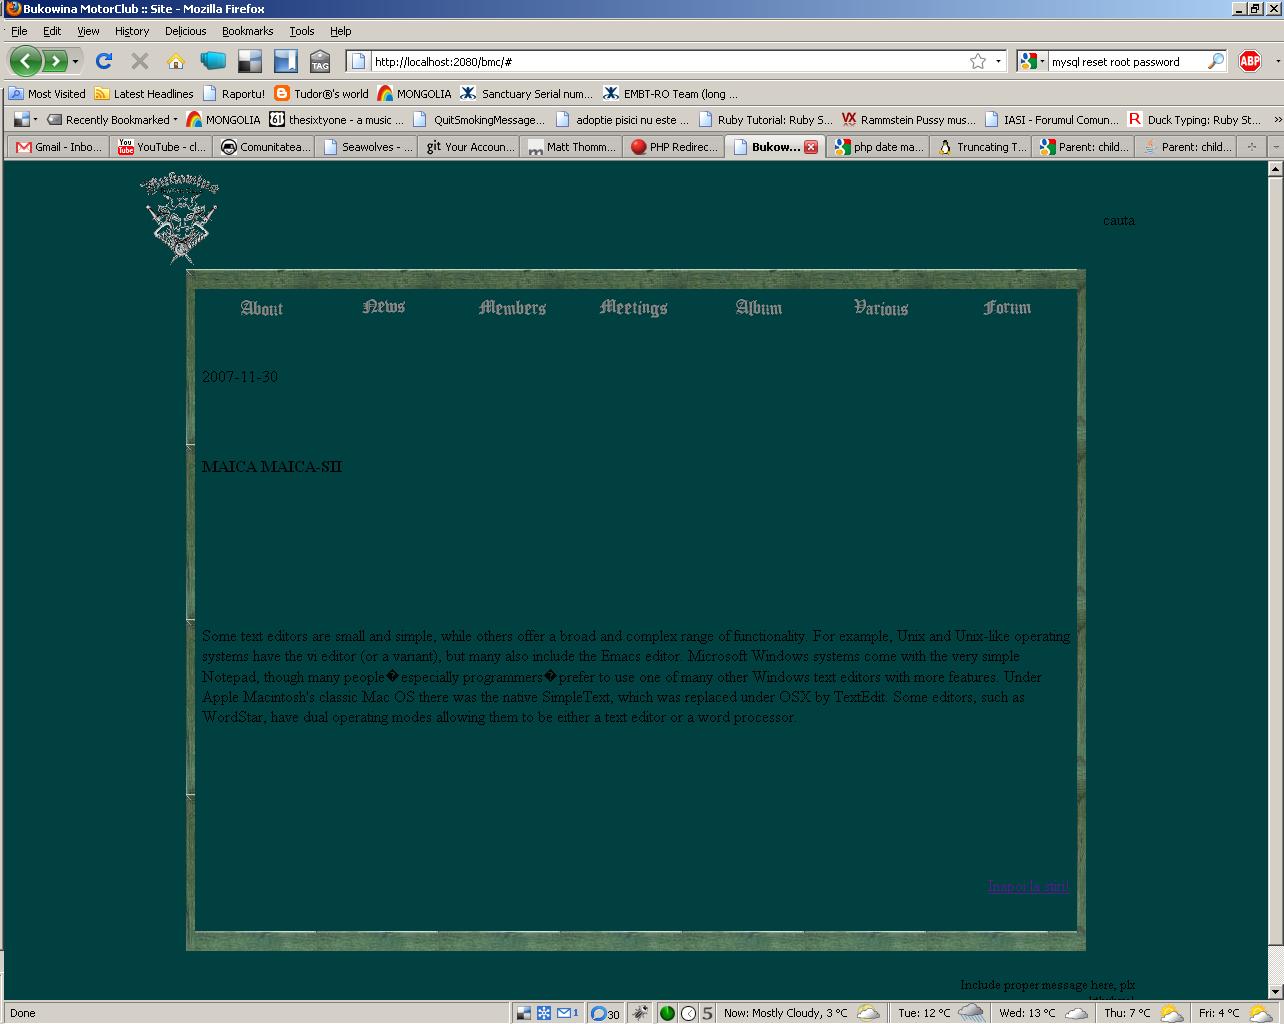 Bukowina MotorClub :: Site - Mozilla Firefox
File Edit View History Delicious Bookmarks Tools Help
TAG http://localhost:2080/bmc/# mysql reset root password ABP
Most Visited Latest Headlines Raportu! Tudor®'s world MONGOLIA Sanctuary Serial num... EMBT-RO Team (long ...
Recently Bookmarked MONGOLIA 61 thesixtyone - a music ... QuitSmokingMessage... adoptie pisici nu este ... Ruby Tutorial: Ruby S... VX Rammstein Pussy mus... IASI - Forumul Comun... R Duck Typing: Ruby St... »
Gmail - Inbo... You Tube YouTube - cl... Comunitatea... Seawolves - ... git Your Accoun... m Matt Thomm... PHP Redirec... Bukow... php date ma... Truncating T... Parent: child... Parent: child...
Bukowina
cauta
About News Members Meetings Album Various Forum
2007-11-30
MAICA MAICA-SII
Some text editors are small and simple, while others offer a broad and complex range of functionality. For example, Unix and Unix-like operating
systems have the vi editor (or a variant), but many also include the Emacs editor. Microsoft Windows systems come with the very simple
Notepad, though many people�especially programmers�prefer to use one of many other Windows text editors with more features. Under
Apple Macintosh's classic Mac OS there was the native SimpleText, which was replaced under OSX by TextEdit. Some editors, such as
WordStar, have dual operating modes allowing them to be either a text editor or a word processor.
Inapoi la stiri!
Include proper message here, plx
Done 1 30 5 Now: Mostly Cloudy, 3 °C Tue: 12 °C Wed: 13 °C Thu: 7 °C Fri: 4 °C